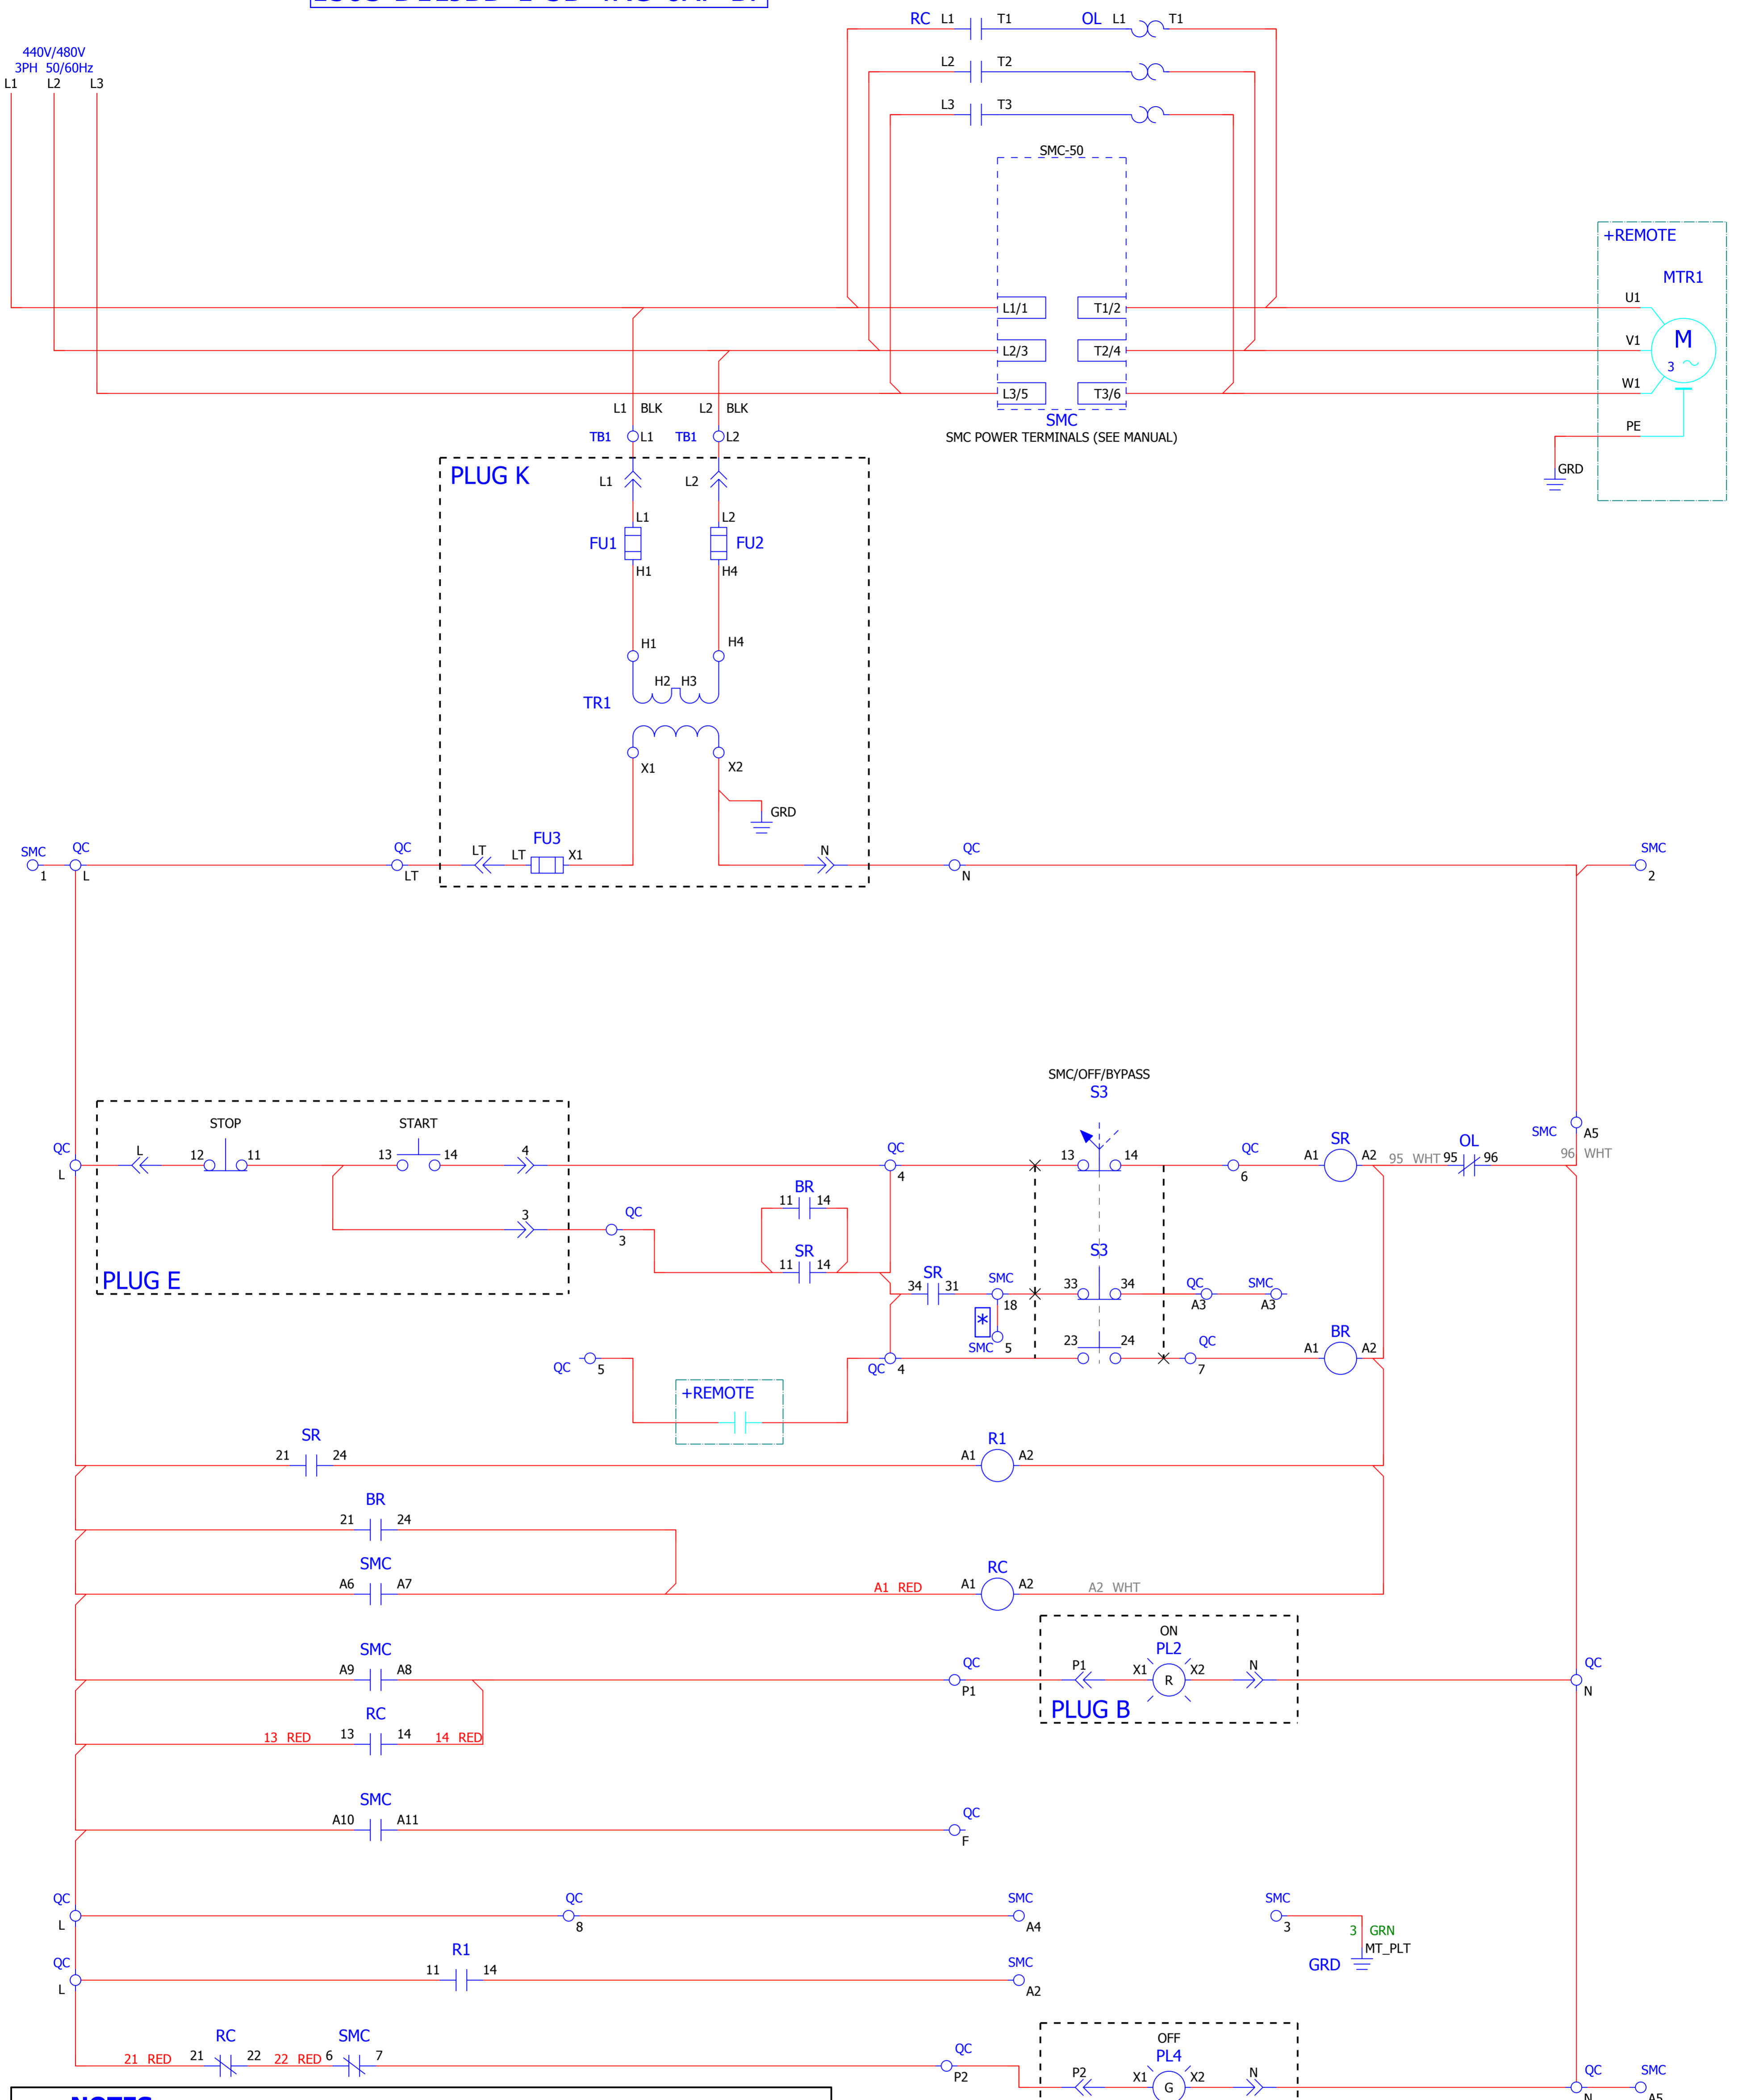 RC L1 T1 OL L1 T1
440V/480V
3PH 50/60Hz
L1 L2 L3
L2 T2
L3 T3
SMC-50
+REMOTE
MTR1
U1
L1/1 T1/2
M
3
V1
L2/3 T2/4
W1
L3/5 T3/6
L1 BLK L2 BLK
SMC
PE
TB1 L1 TB1 L2
SMC POWER TERMINALS (SEE MANUAL)
GRD
PLUG K
L1 L2
L1 L2
FU1 FU2
H1 H4
H1 H4
H2 H3
TR1
X1 X2
GRD
FU3
SMC QC QC LT LT X1 N QC SMC
1 L LT N 2
SMC/OFF/BYPASS
S3
STOP START
SMC A5
QC L 12 11 13 14 4 QC 13 14 QC SR OL
A1 A2 95 WHT 95 96 96 WHT
L 4 6
BR
11 14
3 QC
3
SR
11 14
S3
PLUG E
SR
34 31 SMC 33 34 QC SMC
18 A3 A3
*
SMC 5 23 24 QC BR
A1 A2
QC 5 QC 4 7
+REMOTE
SR R1
21 24 A1 A2
BR
21 24
SMC RC
A6 A7 A1 RED A1 A2 A2 WHT
ON
SMC PL2
A9 A8 QC P1 X1 R X2 N QC
P1 N
PLUG B
RC
13 RED 13 14 14 RED
SMC
A10 A11 QC
F
QC QC SMC SMC
L 8 A4 3
3 GRN
MT_PLT
GRD
R1
QC 11 14 SMC
L A2
OFF
RC SMC PL4
21 RED 21 22 22 RED 6 7 QC P2 X1 G X2 N QC SMC
P2 N A5